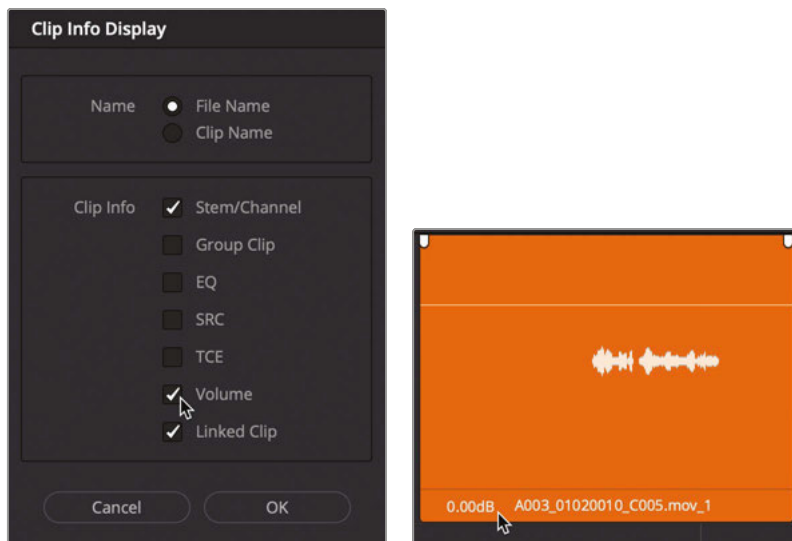 Clip Info Display
Name File Name
Clip Name
Clip Info Stem/Channel
Group Clip
EQ
SRC
TCE
Volume
Linked Clip
Cancel OK
0.00dB A003_01020010_C005.mov_1